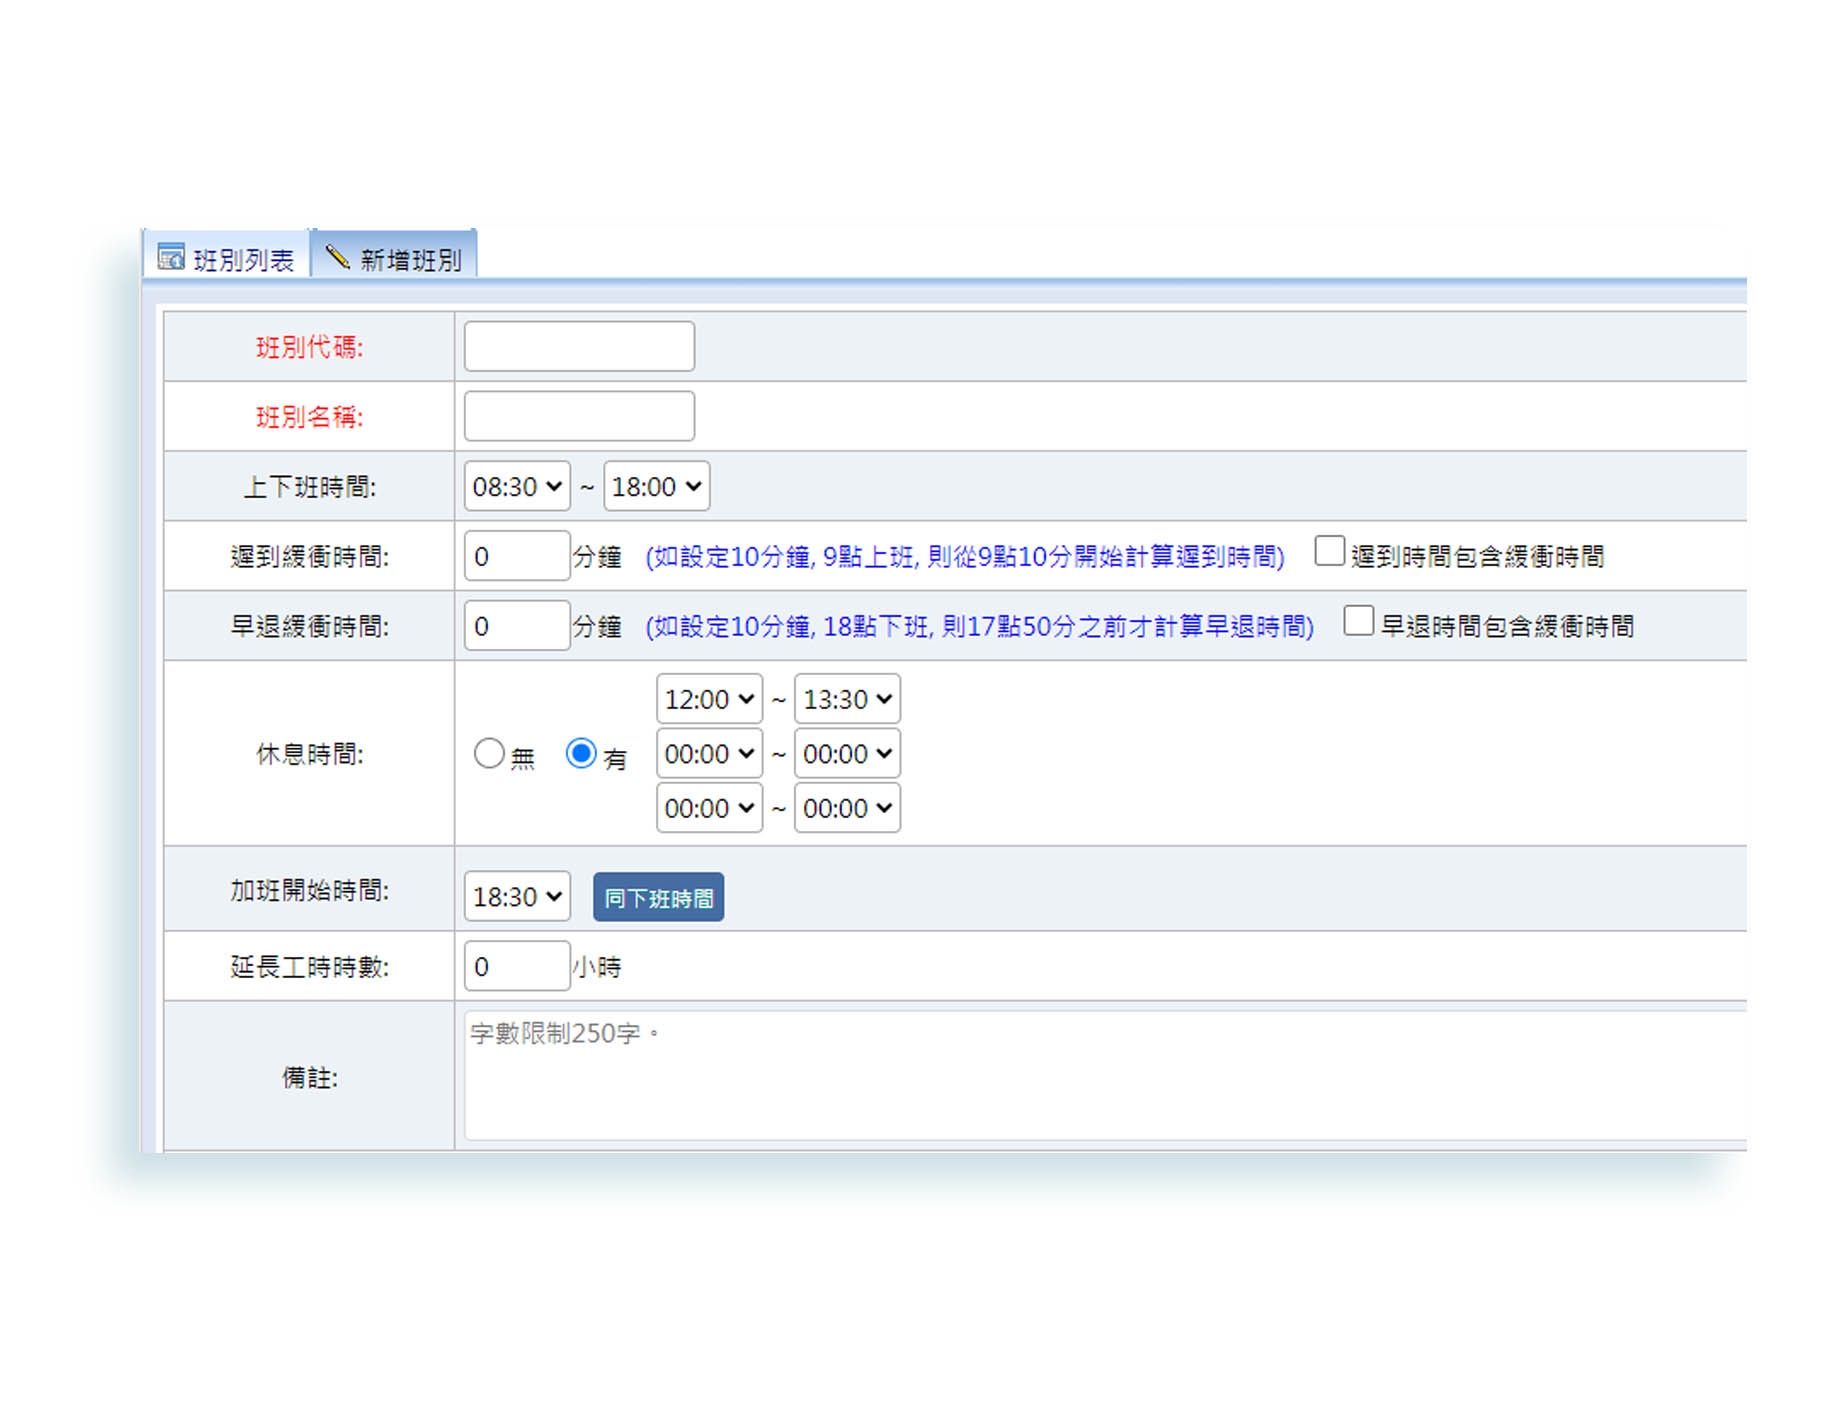 班別列表 新增班別
班別代碼:
班別名稱:
上下班時間: 08:30 ~ 18:00
遲到緩衝時間: 0 分鐘 (如設定10分鐘, 9點上班, 則從9點10分開始計算遲到時間) 遲到時間包含緩衝時間
早退緩衝時間: 0 分鐘 (如設定10分鐘, 18點下班, 則17點50分之前才計算早退時間) 早退時間包含緩衝時間
12:00 ~ 13:30
休息時間: 無 有 00:00 ~ 00:00
00:00 ~ 00:00
加班開始時間: 18:30 同下班時間
延長工時時數: 0 小時
字數限制250字。
備註: